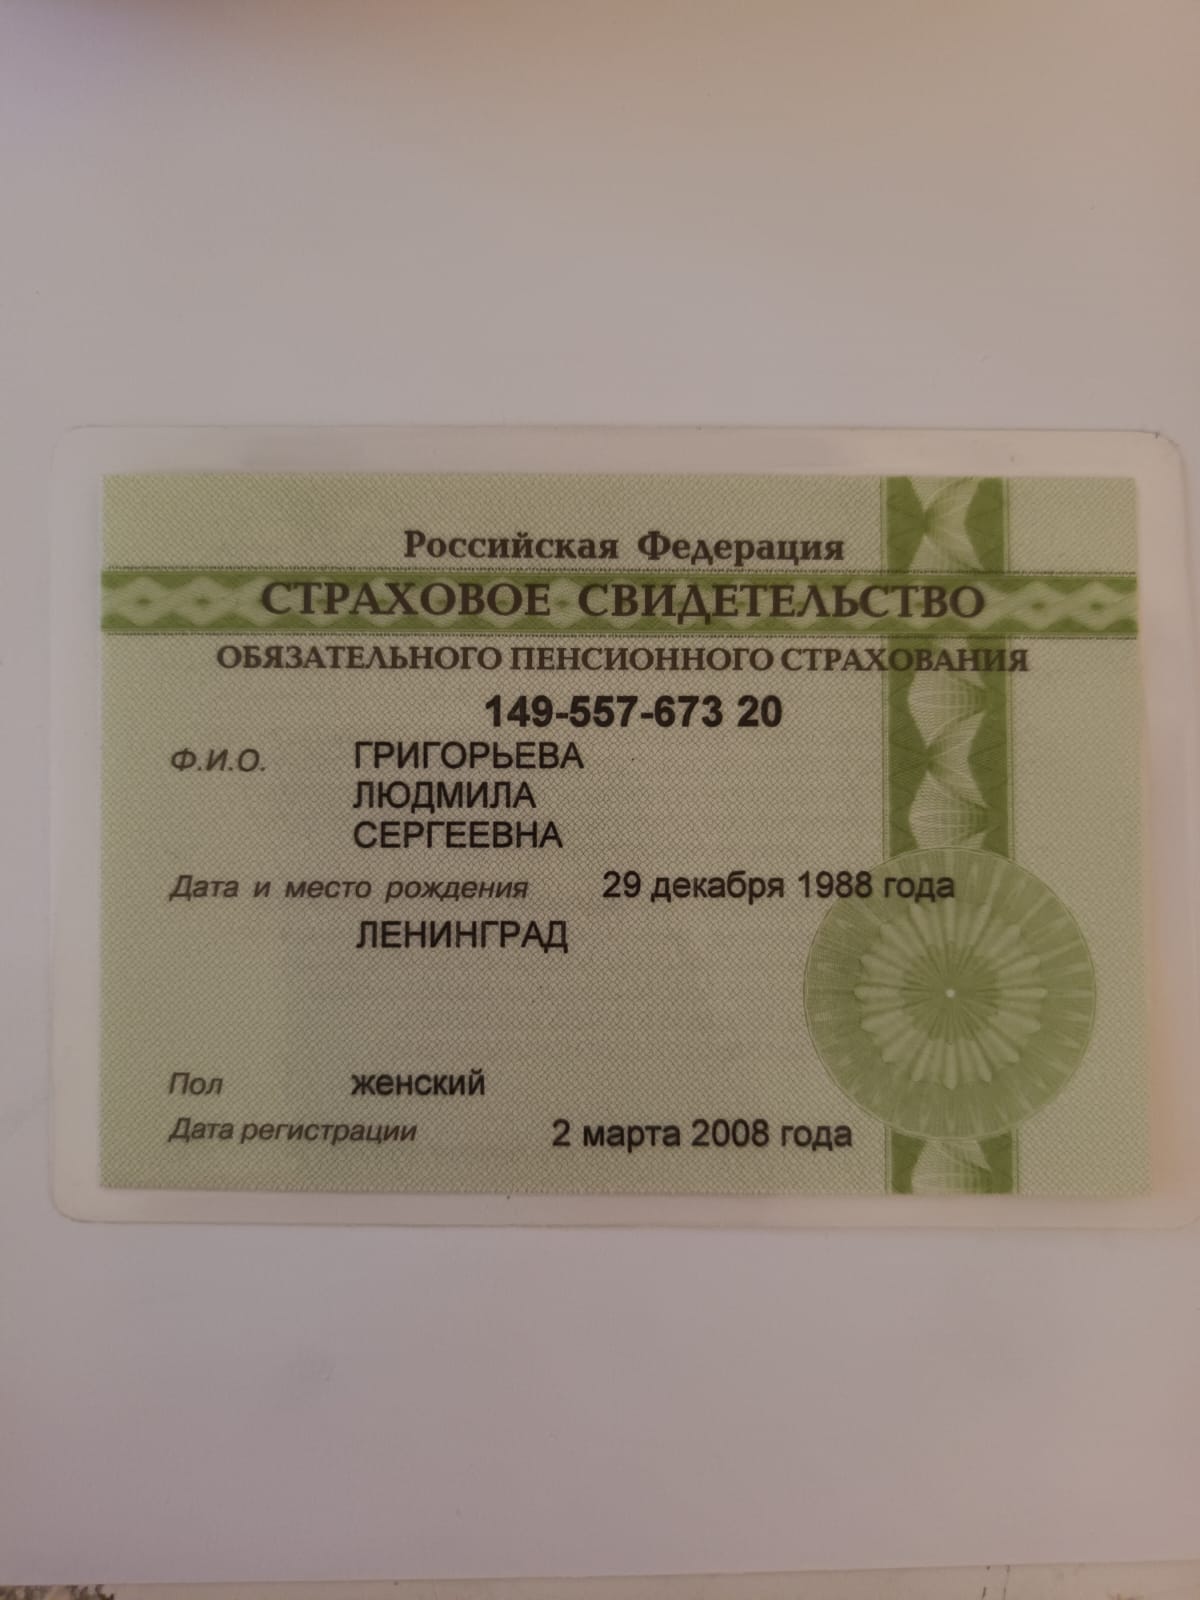 Российская Федерация
СТРАХОВОЕ СВИДЕТЕЛЬСТВО
ОБЯЗАТЕЛЬНОГО ПЕНСИОННОГО СТРАХОВАНИЯ
149-557-673 20
Ф.И.О. ГРИГОРЬЕВА
ЛЮДМИЛА
СЕРГЕЕВНА
Дата и место рождения 29 декабря 1988 года
ЛЕНИНГРАД
Пол женский
Дата регистрации 2 марта 2008 года